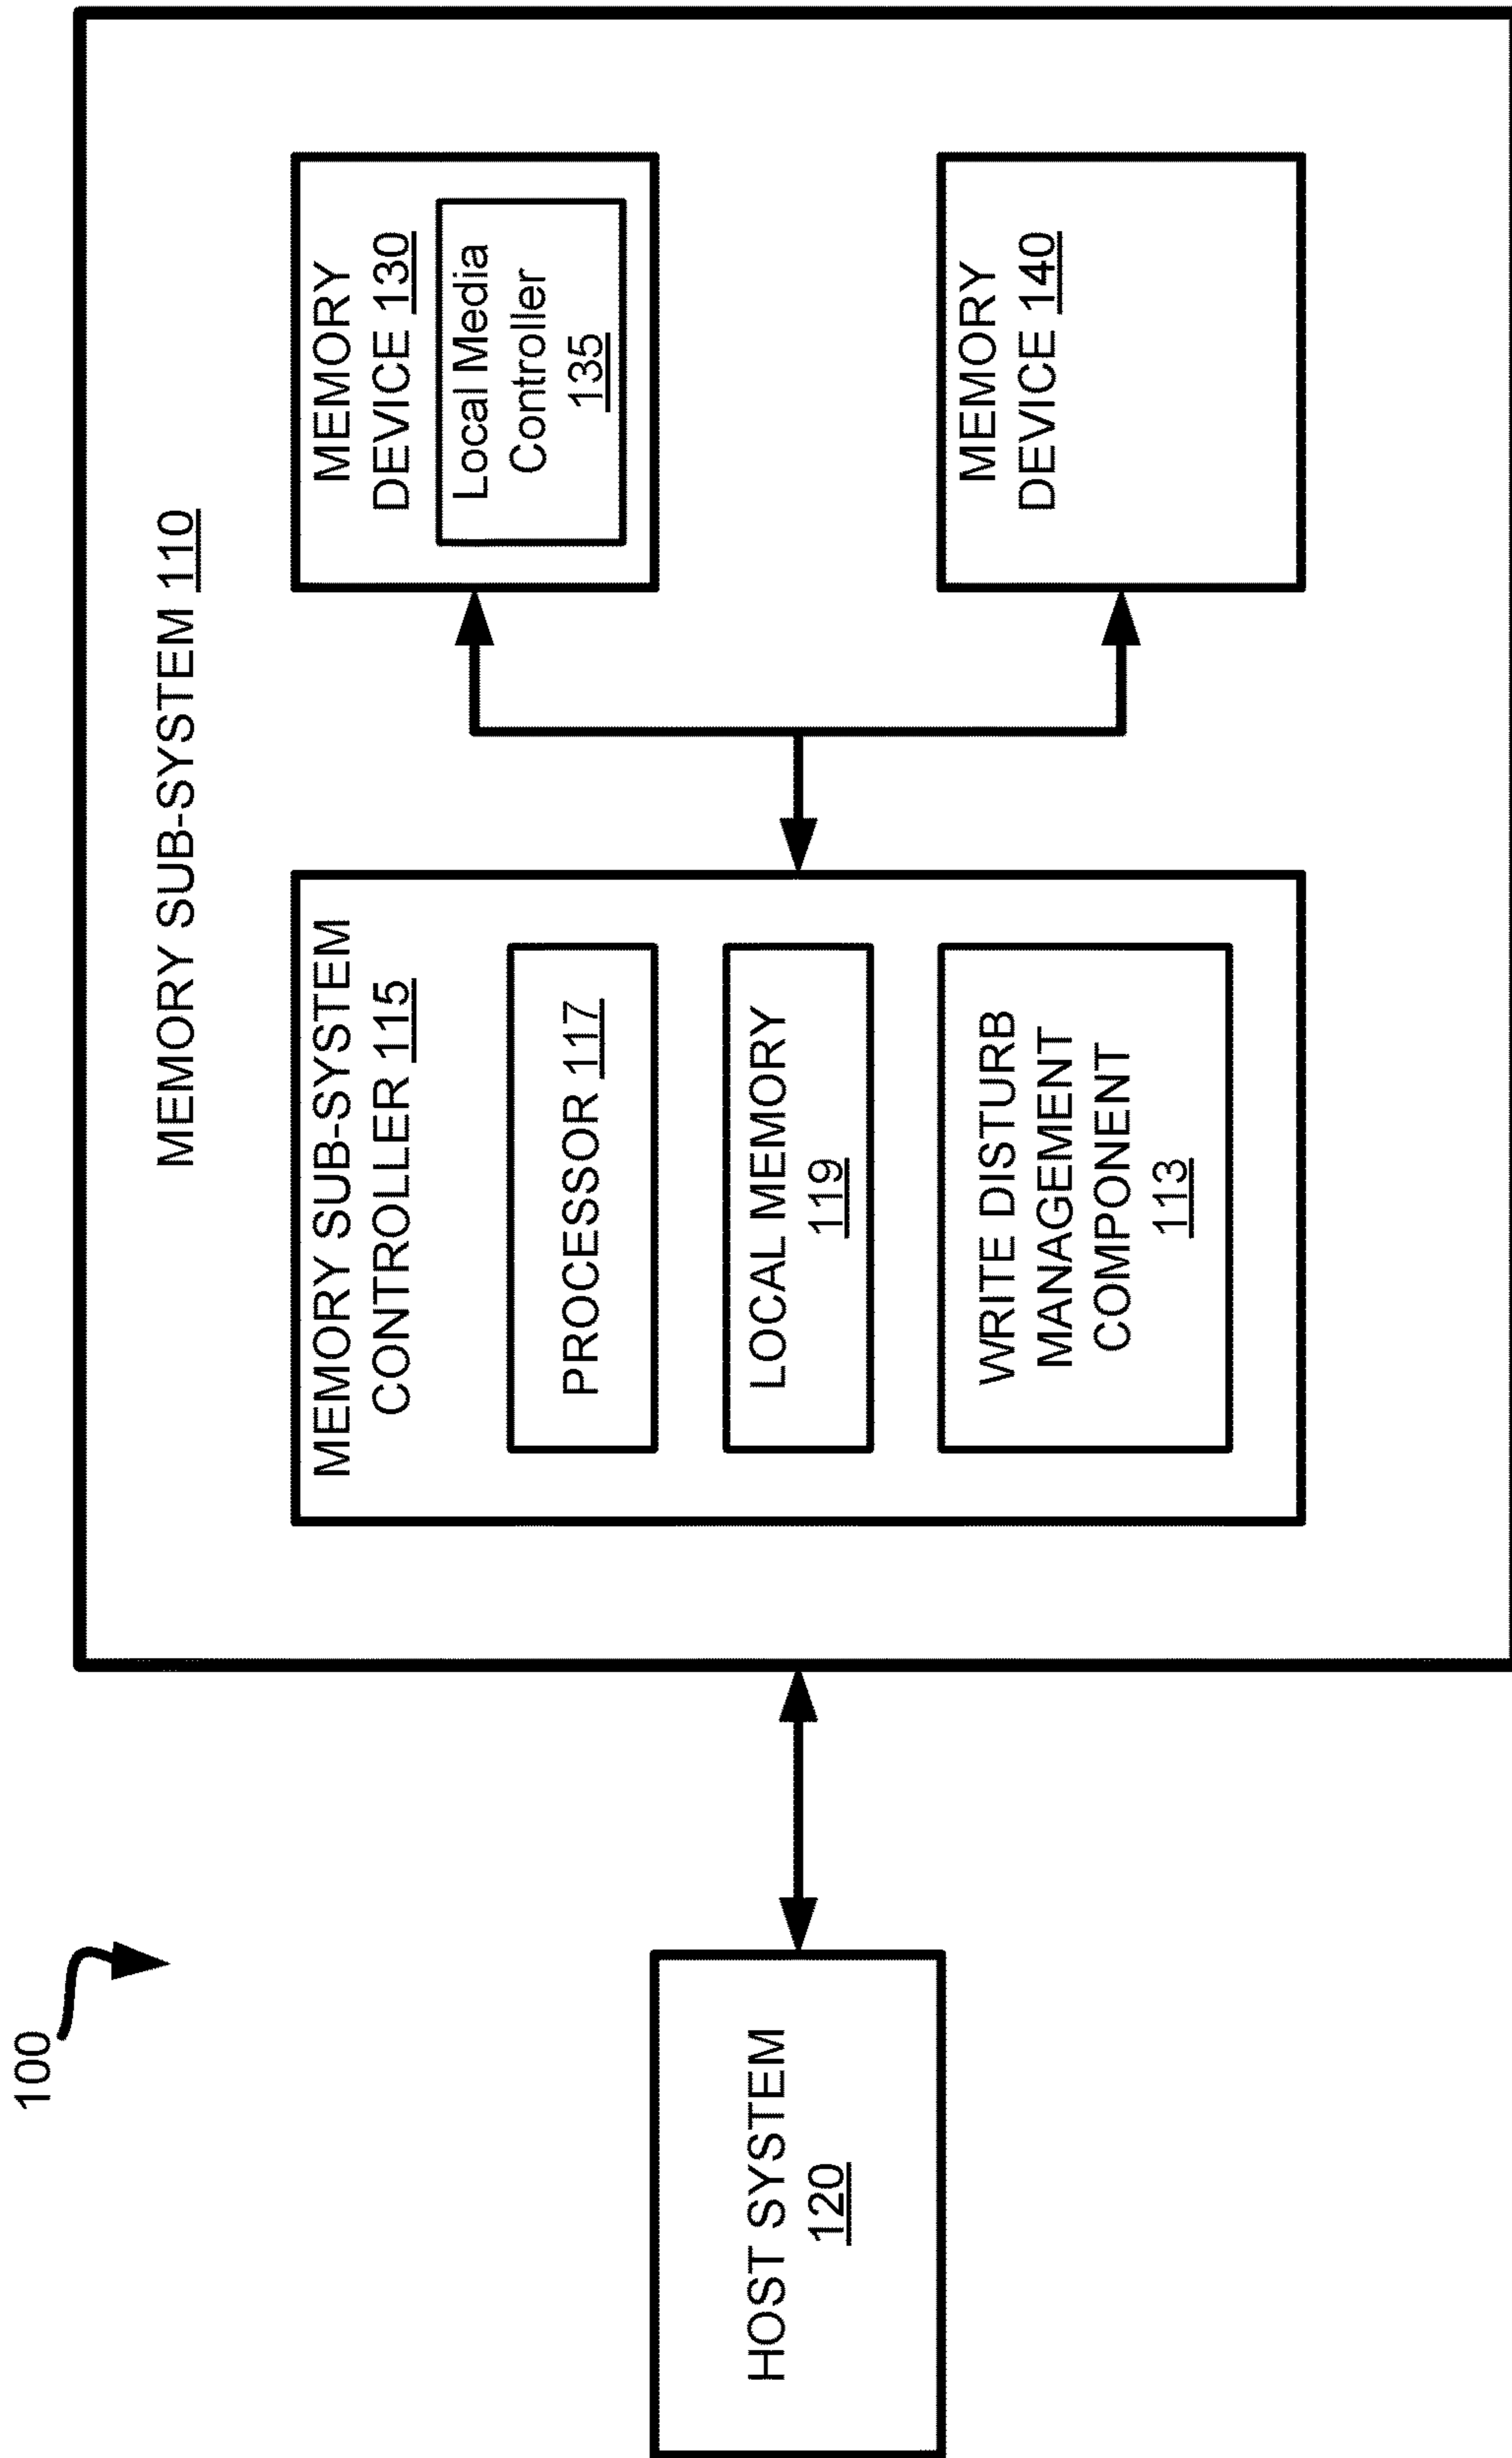 100
MEMORY SUB-SYSTEM 110
HOST SYSTEM
120
MEMORY SUB-SYSTEM
CONTROLLER 115
PROCESSOR 117
LOCAL MEMORY
119
WRITE DISTURB
MANAGEMENT
COMPONENT
113
MEMORY
DEVICE 130
Local Media
Controller
135
MEMORY
DEVICE 140